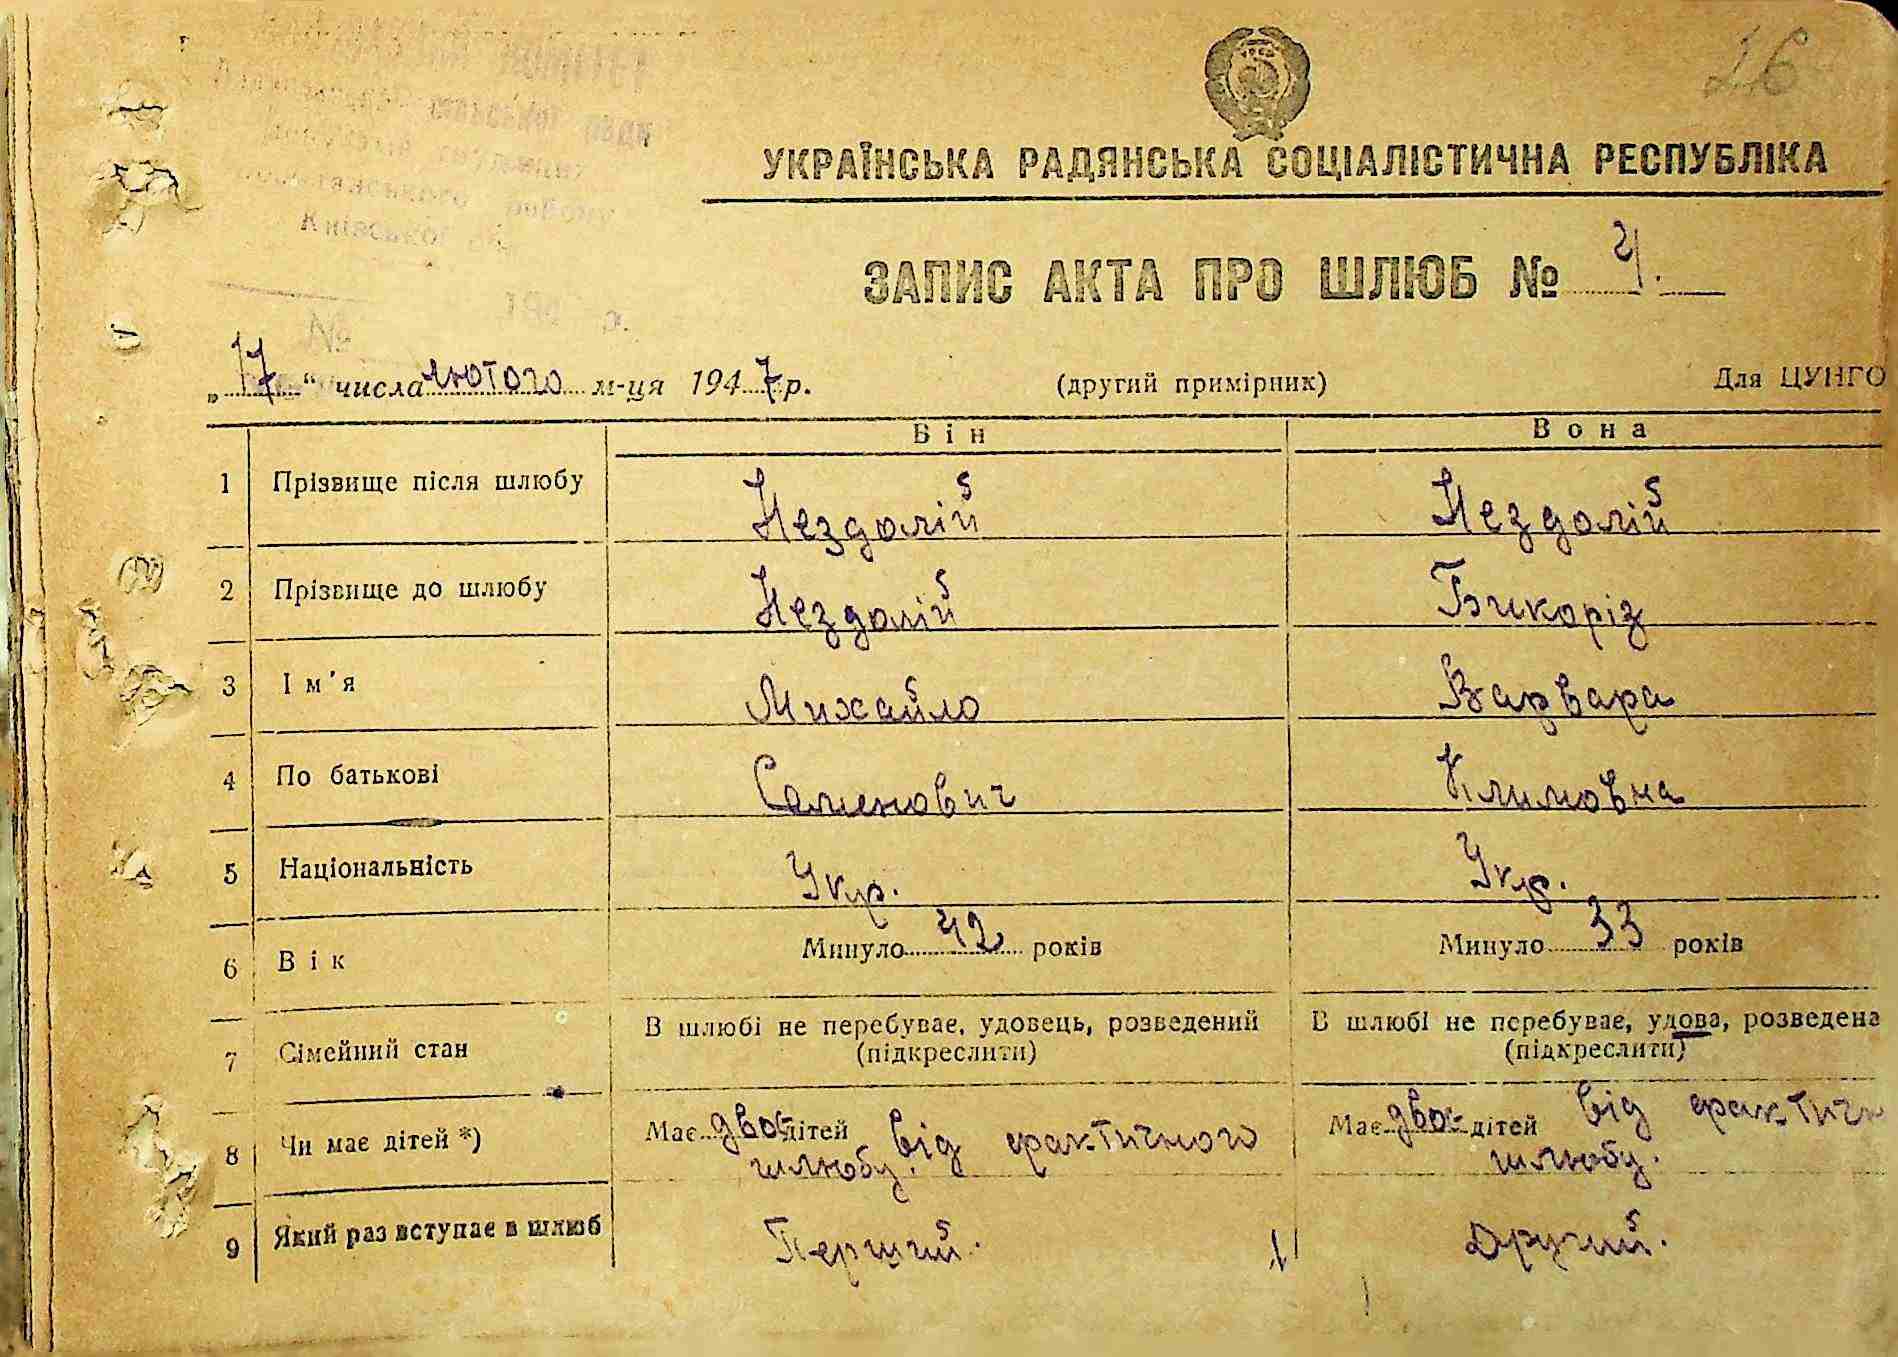 26
УКРАЇНСЬКА РАДЯНСЬКА СОЦІАЛІСТИЧНА РЕСПУБЛІКА
Київської
ЗАПИС АКТА ПРО ШЛЮБ № 4.
№ 194 р.
„17“ числа лютого м-ця 1947 р. (другий примірник) Для ЦУНГО
Він Вона
1 Прізвище після шлюбу Нездолій Нездолій
2 Прізвище до шлюбу Нездолій Бикоріз
3 Ім'я Михайло Варвара
4 По батькові Семенович Климовна
5 Національність Укр. Укр.
6 Вік Минуло 42 років Минуло 33 років
7 Сімейний стан В шлюбі не перебуває, удовець, розведений (підкреслити) В шлюбі не перебуває, удова, розведена (підкреслити)
8 Чи має дітей *) Має двоє дітей від фактичного шлюбу. Має двоє дітей від фактичн шлюбу.
9 Який раз вступає в шлюб Перший. Другий.